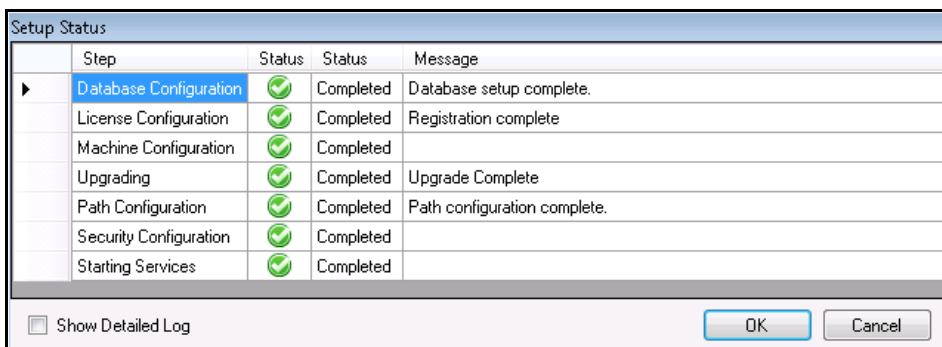 Setup Status
Step Status Status Message
Database Configuration Completed Database setup complete.
License Configuration Completed Registration complete
Machine Configuration Completed
Upgrading Completed Upgrade Complete
Path Configuration Completed Path configuration complete.
Security Configuration Completed
Starting Services Completed
Show Detailed Log OK Cancel